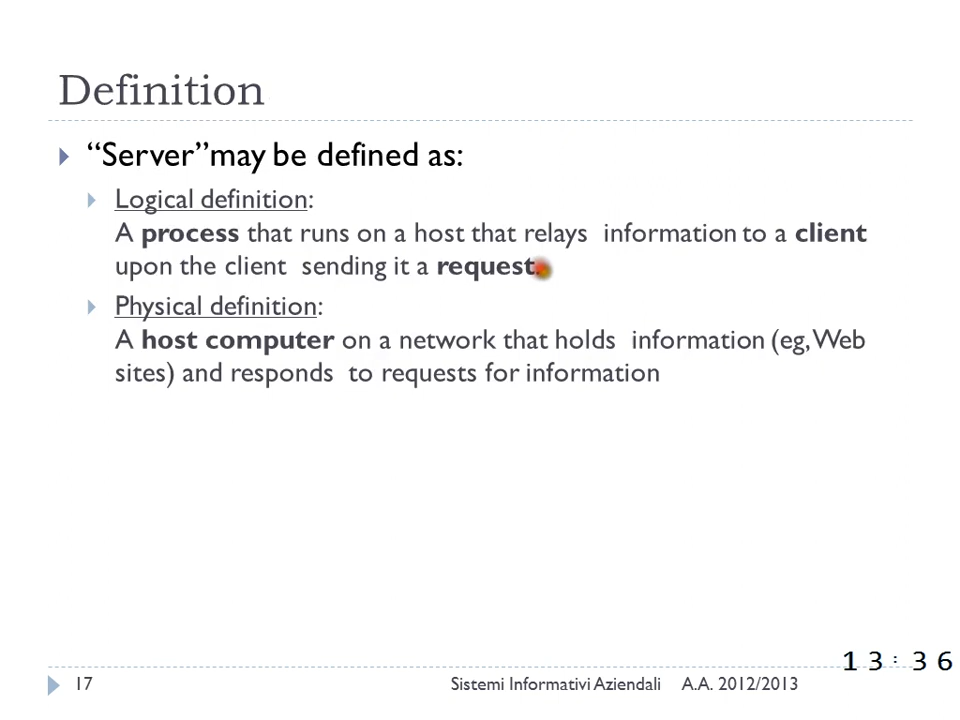 Definition
“Server”may be defined as:
Logical definition:
A process that runs on a host that relays information to a client
upon the client sending it a request.
Physical definition:
A host computer on a network that holds information (eg, Web
sites) and responds to requests for information
13:36
17 Sistemi Informativi Aziendali A.A. 2012/2013